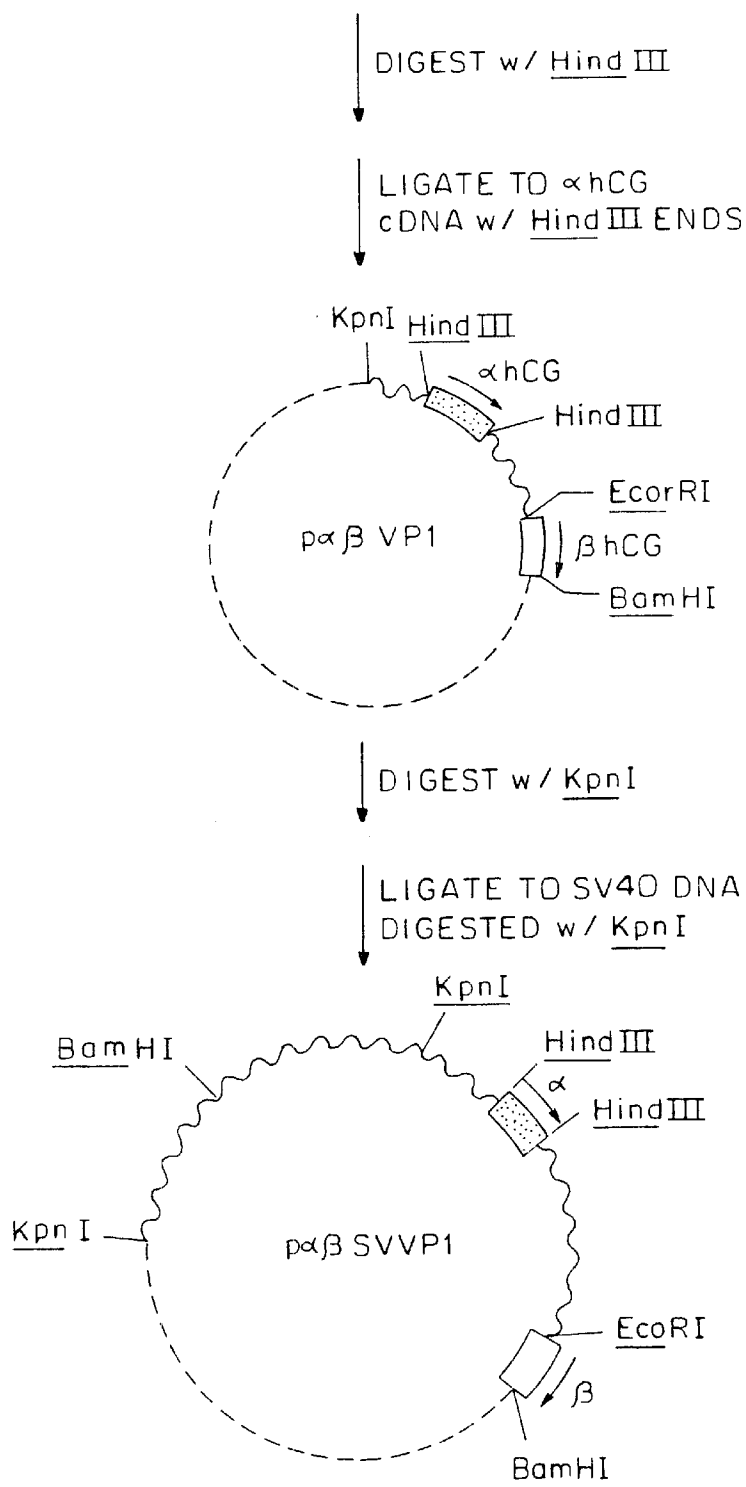 DIGEST w/ Hind III
LIGATE TO αhCG
cDNA w/ Hind III ENDS
KpnI
Hind III
αhCG
Hind III
EcorRI
pαβ VP1
βhCG
BamHI
DIGEST w/ KpnI
LIGATE TO SV40 DNA
DIGESTED w/ KpnI
KpnI
BamHI
Hind III
α
Hind III
KpnI
pαβ SVVP1
EcoRI
β
BamHI